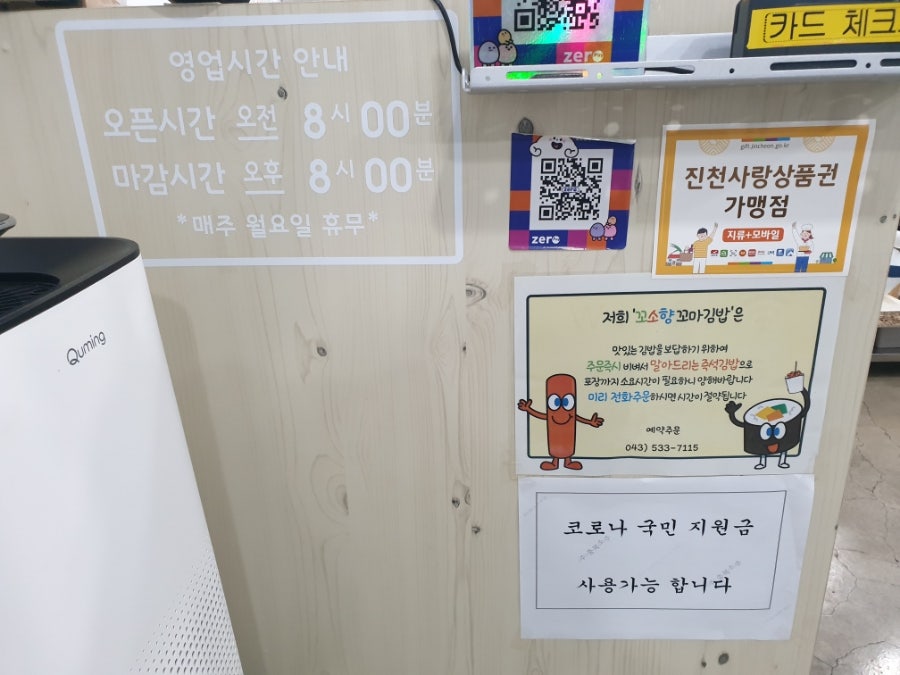 영업시간 안내
오픈시간 오전 8시 00분
마감시간 오후 8시 00분
*매주 월요일 휴무*
Quming
zero
카드 체크
zero
gift.jincheon.go.kr
진천사랑상품권
가맹점
지류+모바일
저희 '꼬소향 꼬마김밥'은
맛있는 김밥을 보답하기 위하여
주문즉시 비벼서 말아드리는 즉석김밥으로
포장까지 소요시간이 필요하니 양해바랍니다
미리 전화주문하시면 시간이 절약됩니다
예약주문
043) 533-7115
코로나 국민 지원금
사용가능 합니다